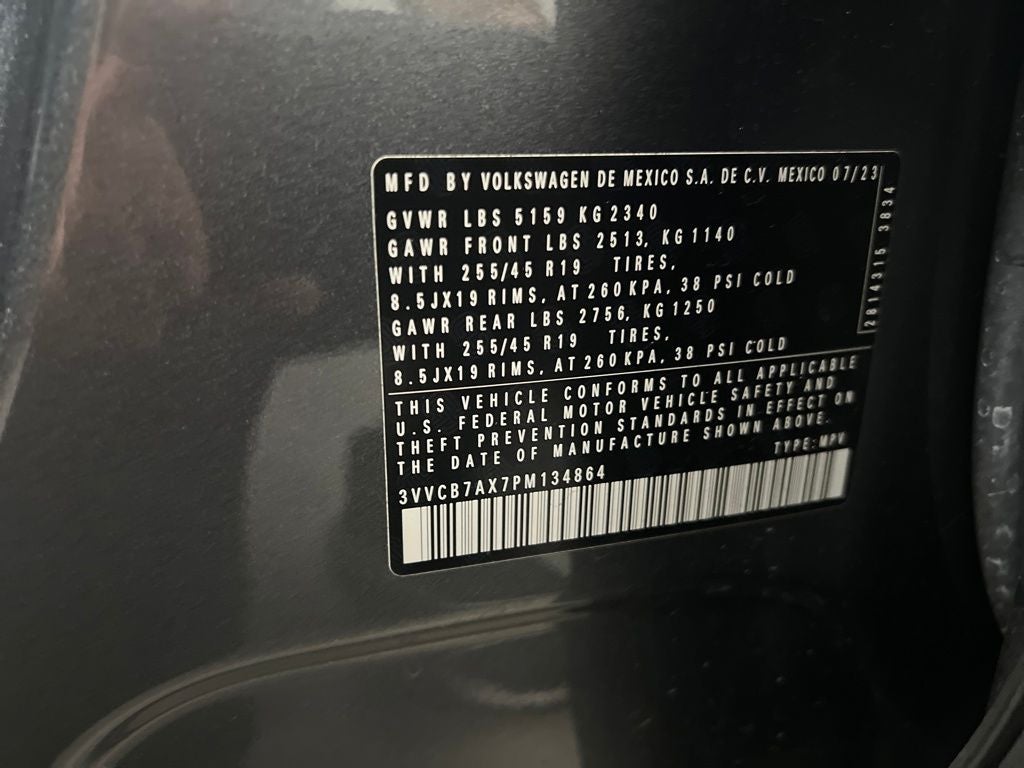 MFD BY VOLKSWAGEN DE MEXICO S.A. DE C.V. MEXICO 07/23
GVWR LBS 5159 KG 2340
GAWR FRONT LBS 2513, KG 1140
WITH 255/45 R19 TIRES,
8.5JX19 RIMS, AT 260 KPA, 38 PSI COLD
GAWR REAR LBS 2756, KG 1250
WITH 255/45 R19 TIRES,
8.5JX19 RIMS, AT 260 KPA, 38 PSI COLD
2814315 3834
THIS VEHICLE CONFORMS TO ALL APPLICABLE
U.S. FEDERAL MOTOR VEHICLE SAFETY AND
THEFT PREVENTION STANDARDS IN EFFECT ON
THE DATE OF MANUFACTURE SHOWN ABOVE.
TYPE: MPV
3VVCB7AX7PM134864